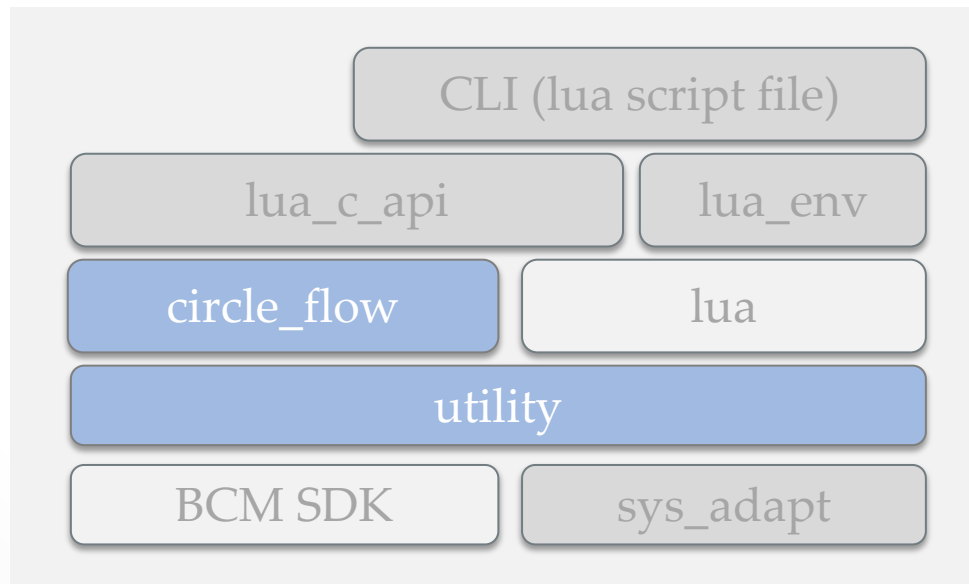 CLI (lua script file)
lua_c_api
lua_env
circle_flow
lua
utility
BCM SDK
sys_adapt